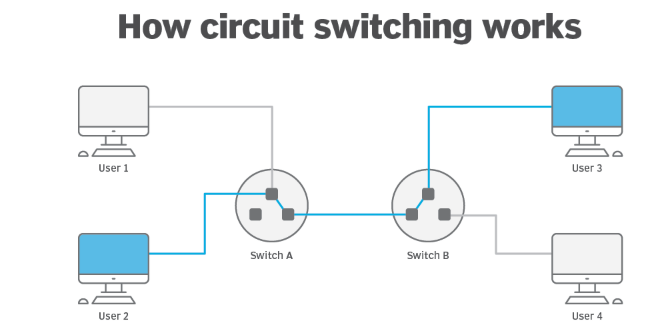 How circuit switching works
User 1
User 3
Switch A
Switch B
User 2
User 4